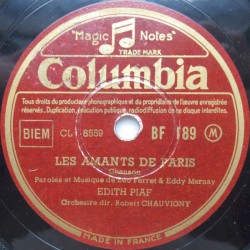 "Magic Notes"
TRADE MARK
Columbia
Tous droits du producteur phonographique et du propriétaire de l'œuvre enregistrée
réservés. Duplication, exécution publique, radiodiffusion de ce disque interdites.
BIEM CL 8559 BF 189 M
LES AMANTS DE PARIS
Chanson
Paroles et Musique de Léo Ferret & Eddy Marnay
EDITH PIAF
Orchestre dir. Robert CHAUVIGNY
MADE IN FRANCE